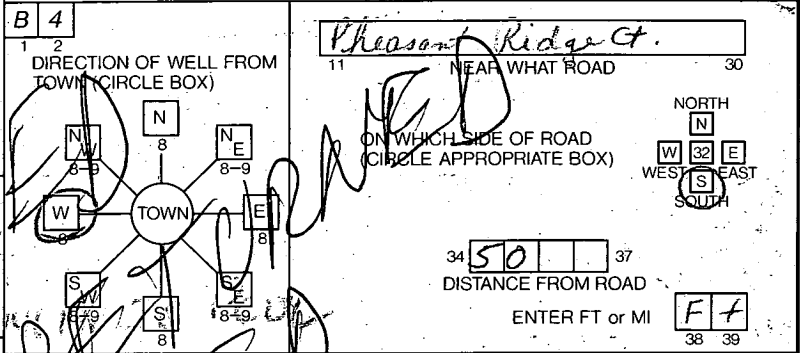 B 4
1 2
DIRECTION OF WELL FROM
TOWN (CIRCLE BOX)
N
8
NW
8-9
NE
8-9
W
8
TOWN
E
8
SW
8-9
S
8
SE
8-9
Pheasant Ridge Ct.
11 NEAR WHAT ROAD 30
ON WHICH SIDE OF ROAD
(CIRCLE APPROPRIATE BOX)
NORTH
N
W 32 E
WEST EAST
S
SOUTH
34 50 37
DISTANCE FROM ROAD
ENTER FT or MI Ft
38 39